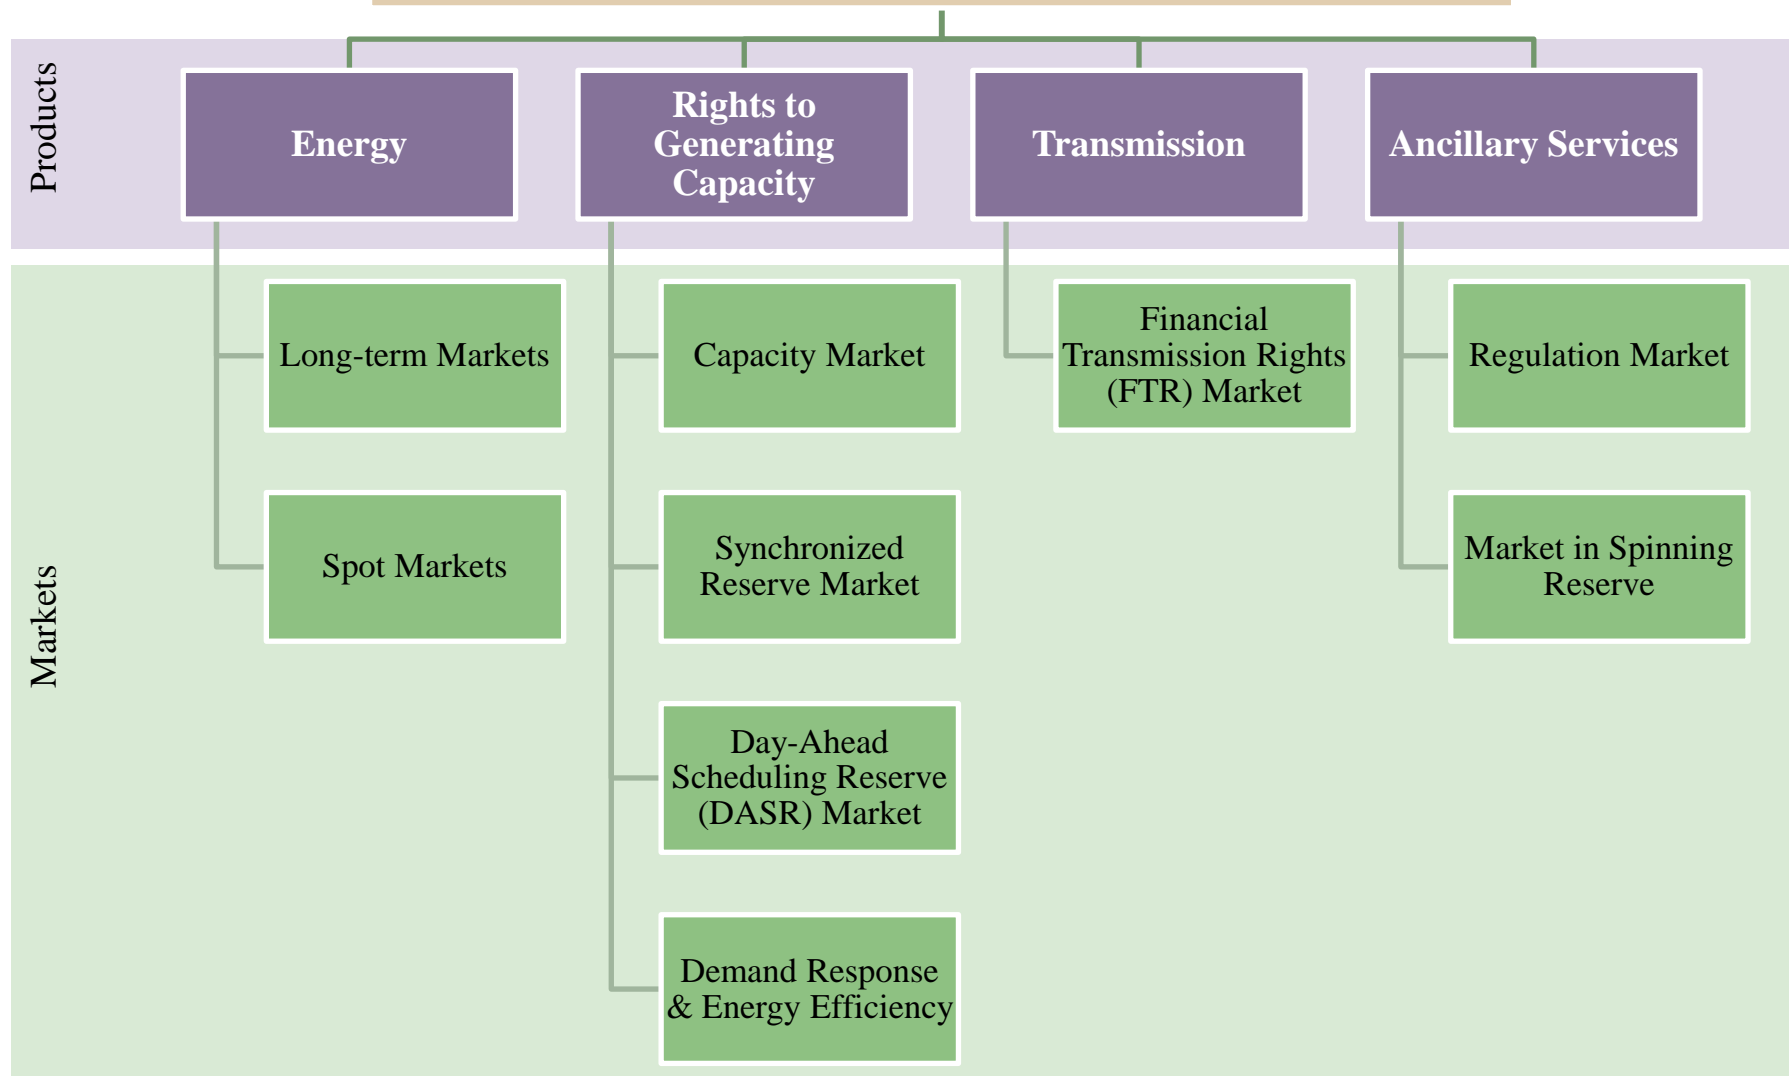 Products
Energy
Rights to
Generating
Capacity
Transmission
Ancillary Services
Markets
Long-term Markets
Spot Markets
Capacity Market
Synchronized
Reserve Market
Day-Ahead
Scheduling Reserve
(DASR) Market
Demand Response
& Energy Efficiency
Financial
Transmission Rights
(FTR) Market
Regulation Market
Market in Spinning
Reserve